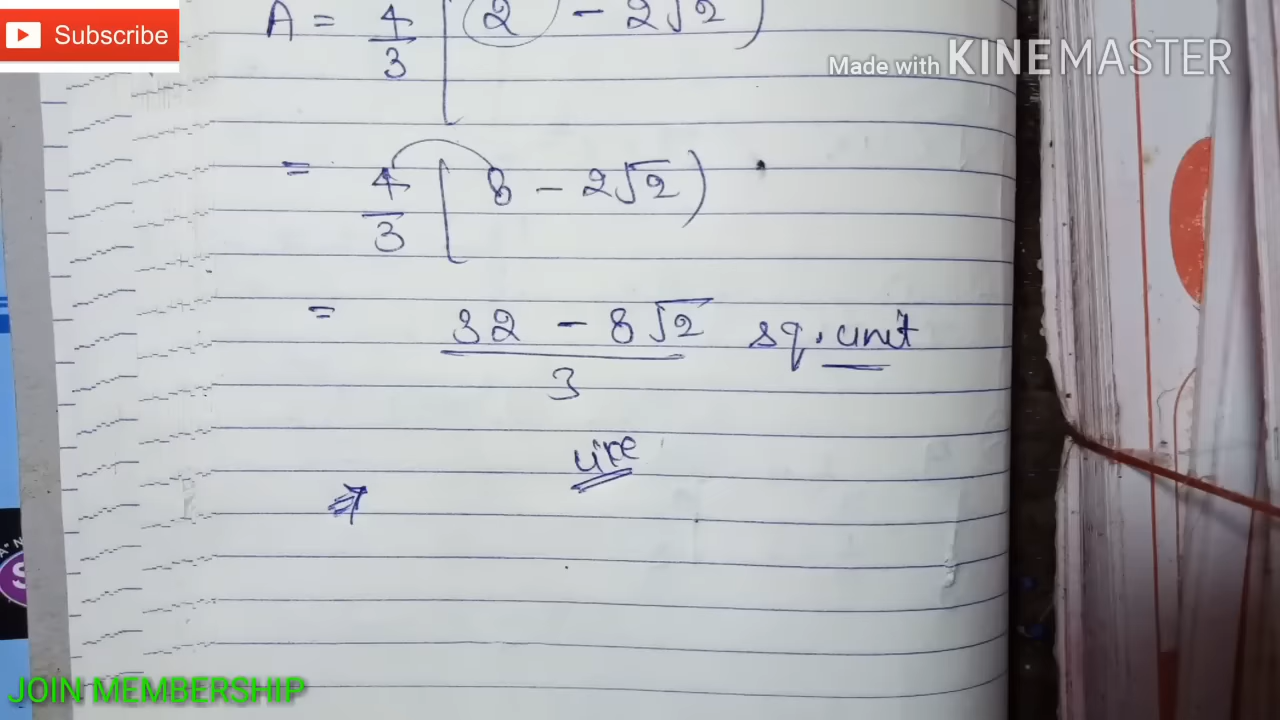 Subscribe
A = 4/3 [ 2 - 2√2 )
Made with KINEMASTER
= 4/3 [ 8 - 2√2 )
= 32 - 8√2 sq. unit
3
like
JOIN MEMBERSHIP